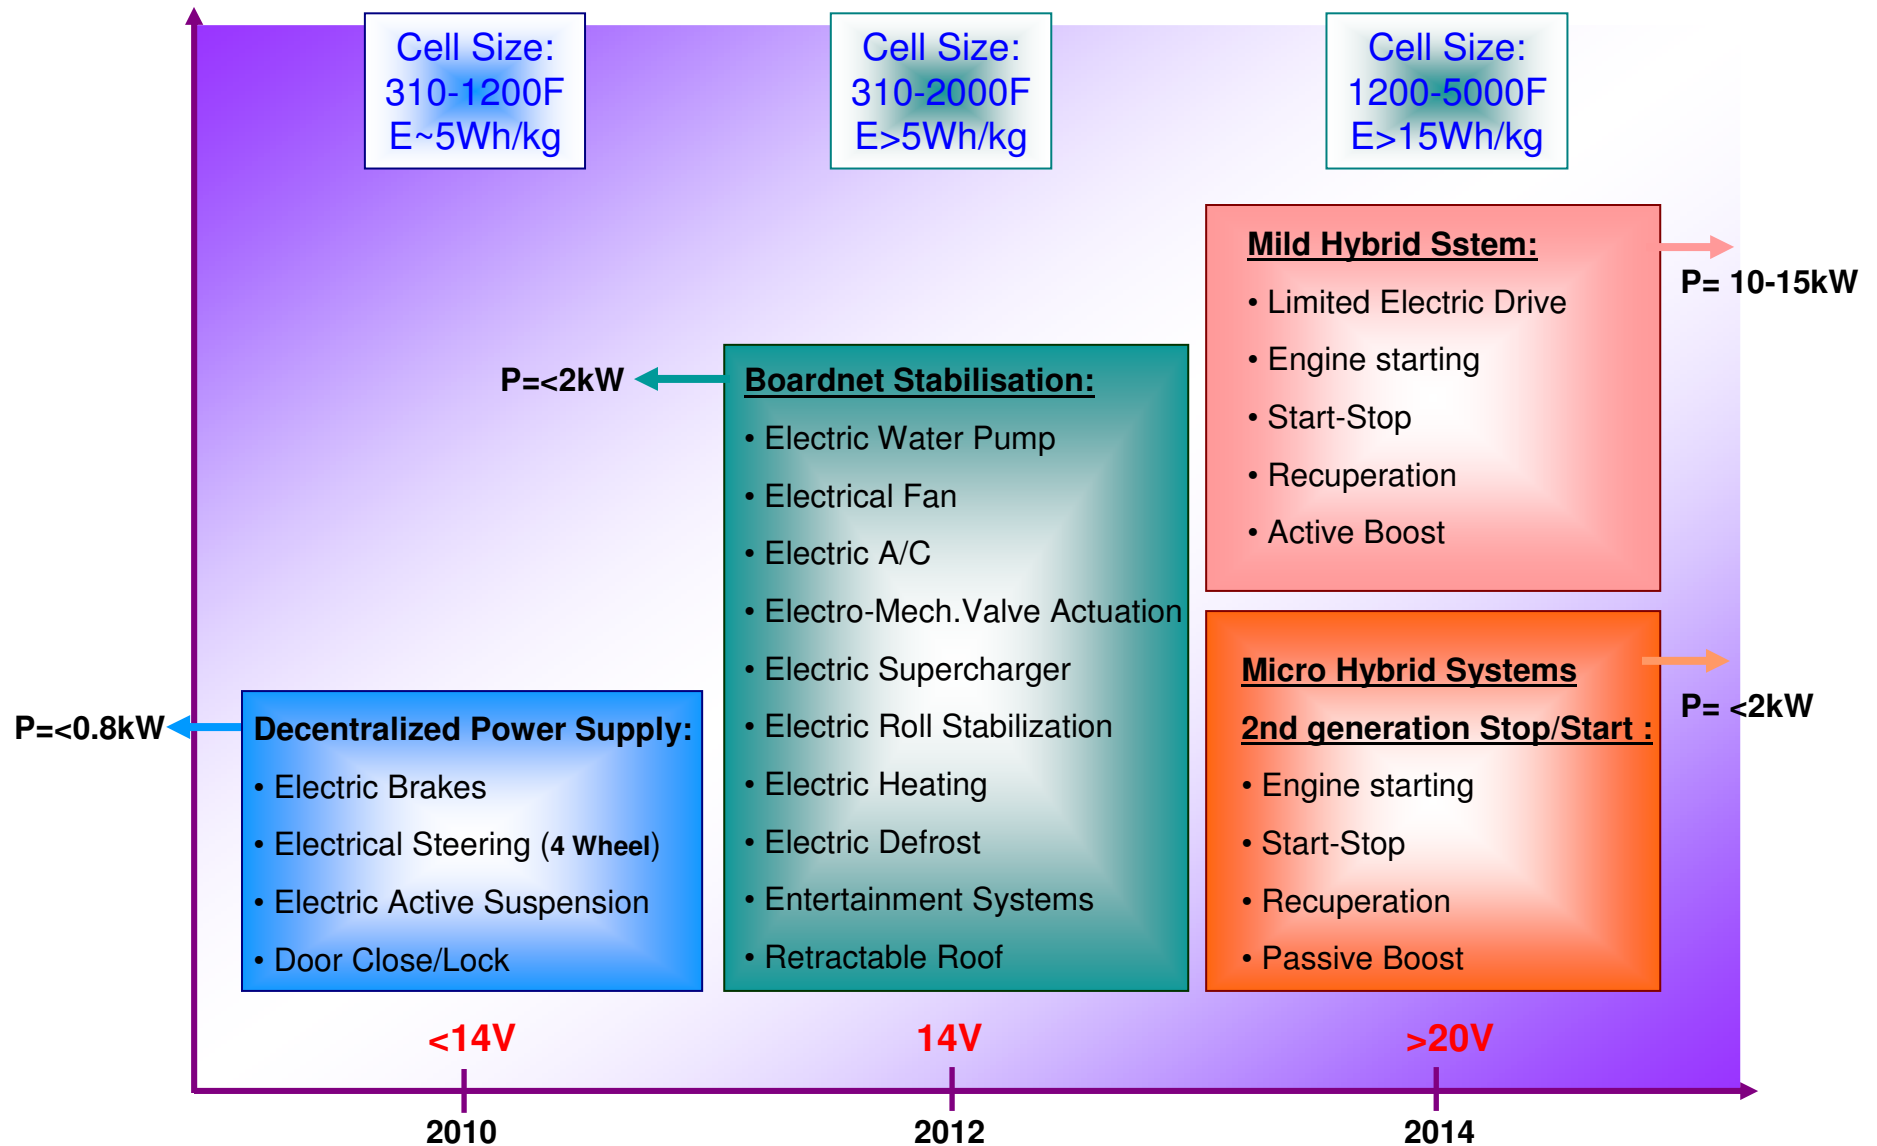 Cell Size:
310-1200F
E~5Wh/kg
Cell Size:
310-2000F
E>5Wh/kg
Cell Size:
1200-5000F
E>15Wh/kg
Mild Hybrid Sstem:
• Limited Electric Drive
• Engine starting
• Start-Stop
• Recuperation
• Active Boost
P= 10-15kW
P=<2kW
Boardnet Stabilisation:
• Electric Water Pump
• Electrical Fan
• Electric A/C
• Electro-Mech.Valve Actuation
• Electric Supercharger
• Electric Roll Stabilization
• Electric Heating
• Electric Defrost
• Entertainment Systems
• Retractable Roof
Micro Hybrid Systems
2nd generation Stop/Start :
• Engine starting
• Start-Stop
• Recuperation
• Passive Boost
P= <2kW
P=<0.8kW
Decentralized Power Supply:
• Electric Brakes
• Electrical Steering (4 Wheel)
• Electric Active Suspension
• Door Close/Lock
<14V
14V
>20V
2010
2012
2014